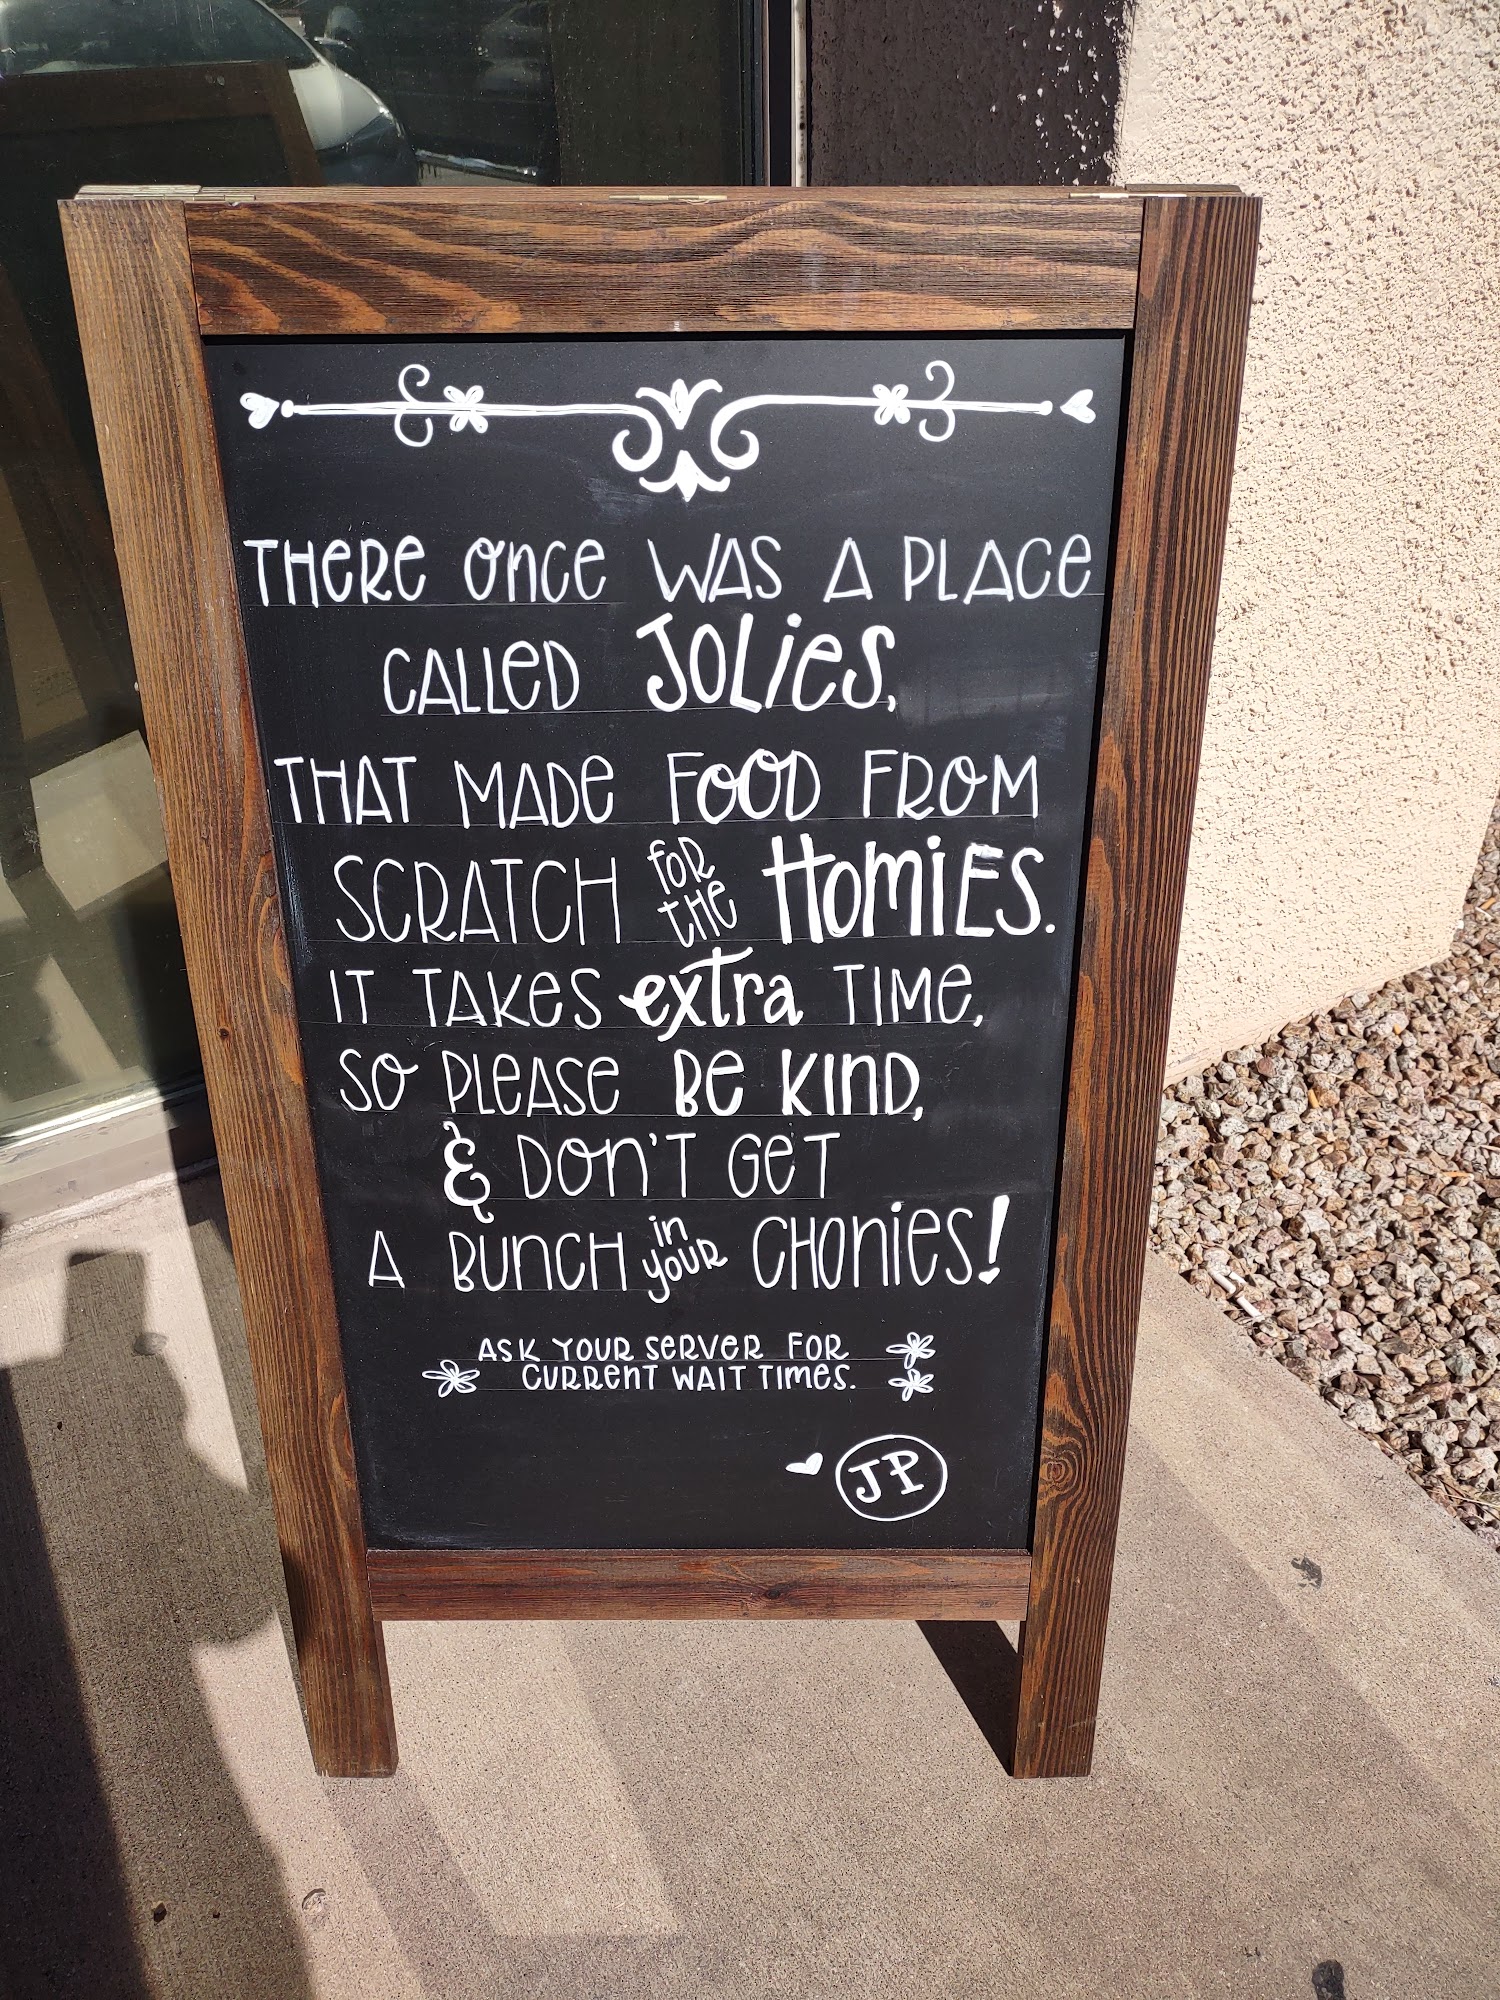 THERE ONCE WAS A PLACE
CALLED JOLIES,
THAT MADE FOOD FROM
SCRATCH FOR THE HOMIES.
IT TAKES extra TIME,
SO PLEASE BE KIND,
& DON'T GET
A BUNCH in your CHONIES!
ASK YOUR SERVER FOR
CURRENT WAIT TIMES.
JP